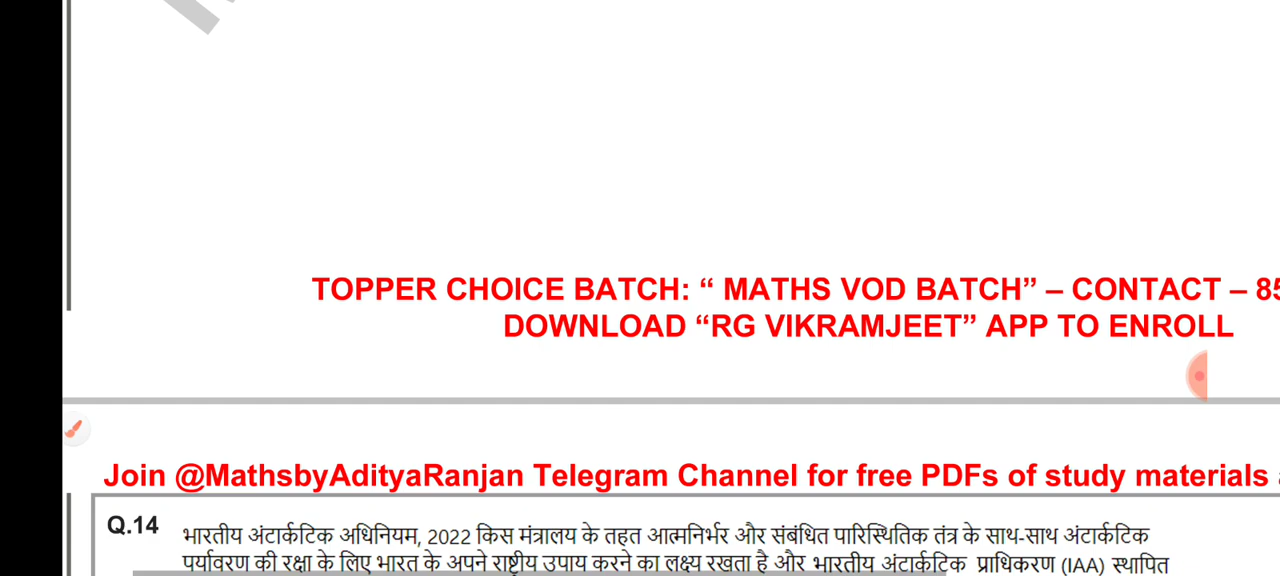 TOPPER CHOICE BATCH: “ MATHS VOD BATCH” – CONTACT – 85
DOWNLOAD “RG VIKRAMJEET” APP TO ENROLL
Join @MathsbyAdityaRanjan Telegram Channel for free PDFs of study materials
Q.14 भारतीय अंटार्कटिक अधिनियम, 2022 किस मंत्रालय के तहत आत्मनिर्भर और संबंधित पारिस्थितिक तंत्र के साथ-साथ अंटार्कटिक
पर्यावरण की रक्षा के लिए भारत के अपने राष्ट्रीय उपाय करने का लक्ष्य रखता है और भारतीय अंटार्कटिक प्राधिकरण (IAA) स्थापित